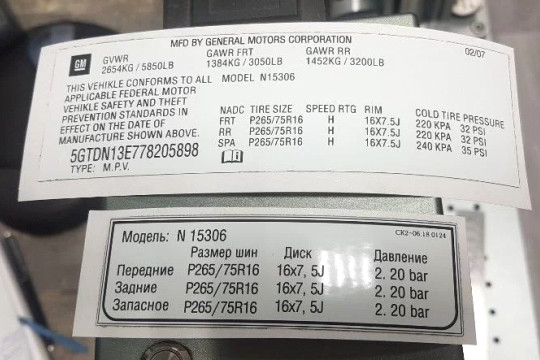 MFD BY GENERAL MOTORS CORPORATION
GM GVWR GAWR FRT GAWR RR 02/07
2654KG / 5850LB 1384KG / 3050LB 1452KG / 3200LB
THIS VEHICLE CONFORMS TO ALL MODEL N15306
APPLICABLE FEDERAL MOTOR
VEHICLE SAFETY AND THEFT
PREVENTION STANDARDS IN
EFFECT ON THE DATE OF
MANUFACTURE SHOWN ABOVE.
5GTDN13E778205898
TYPE: M.P.V.
NADC TIRE SIZE SPEED RTG RIM COLD TIRE PRESSURE
FRT P265/75R16 H 16X7.5J 220 KPA 32 PSI
RR P265/75R16 H 16X7.5J 220 KPA 32 PSI
SPA P265/75R16 H 16X7.5J 240 KPA 35 PSI
Модель: N 15306 CK2-06.18.0124
Размер шин Диск Давление
Передние P265/75R16 16x7, 5J 2. 20 bar
Задние P265/75R16 16x7, 5J 2. 20 bar
Запасное P265/75R16 16x7, 5J 2. 20 bar